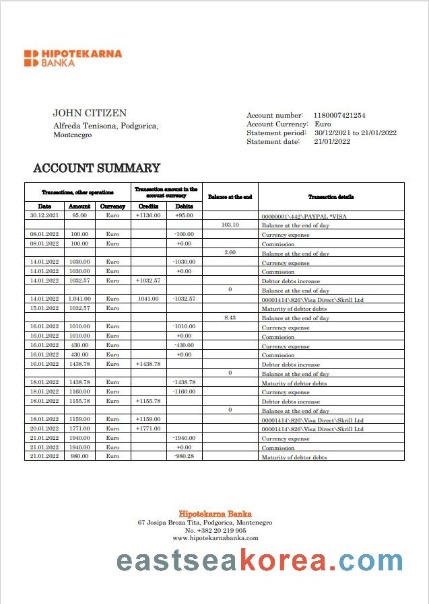 HIPOTEKARNA
BANKA
JOHN CITIZEN
Alfreda Tenisona, Podgorica,
Montenegro
Account number: 1180007421254
Account Currency: Euro
Statement period: 30/12/2021 to 21/01/2022
Statement date: 21/01/2022
ACCOUNT SUMMARY
Transactions, other operations Transaction amount in the account currency Balance at the end Transaction details
Date Amount Currency Credits Debits
30.12.2021 95.00 Euro +1136.00 +95.00 00000001\442\PAYPAL *VISA
103.10 Balance at the end of day
08.01.2022 100.00 Euro -100.00 Currency expense
08.01.2022 100.00 Euro +0.00 Commission
2.00 Balance at the end of day
14.01.2022 1030.00 Euro -1030.00 Currency expense
14.01.2022 1030.00 Euro +0.00 Commission
14.01.2022 1032.57 Euro +1032.57 Debtor debts increase
0 Balance at the end of day
14.01.2022 1,041.00 Euro 1041.00 -1032.57 00001414\826\Visa Direct\Skrill Ltd
15.01.2022 1032.57 Euro Maturity of debtor debts
8.43 Balance at the end of day
16.01.2022 1010.00 Euro -1010.00 Currency expense
16.01.2022 1010.00 Euro +0.00 Commission
16.01.2022 430.00 Euro -430.00 Currency expense
16.01.2022 430.00 Euro +0.00 Commission
16.01.2022 1438.78 Euro +1438.78 Debtor debts increase
0 Balance at the end of day
18.01.2022 1438.78 Euro -1438.78 Maturity of debtor debts
18.01.2022 1160.00 Euro -1160.00 Currency expense
18.01.2022 1155.78 Euro +1155.78 Debtor debts increase
0 Balance at the end of day
18.01.2022 1159.00 Euro +1159.00 00001414\826\Visa Direct\Skrill Ltd
20.01.2022 1771.00 Euro +1771.00 00001414\826\Visa Direct\Skrill Ltd
21.01.2022 1940.00 Euro -1940.00 Currency expense
21.01.2022 1940.00 Euro +0.00 Commission
21.01.2022 980.00 Euro -980.28 Maturity of debtor debts
Hipotekarna Banka
67 Josipa Broza Tita, Podgorica, Montenegro
No. +382 20 219 905
www.hipotekarnabanka.com
eastseakorea.com